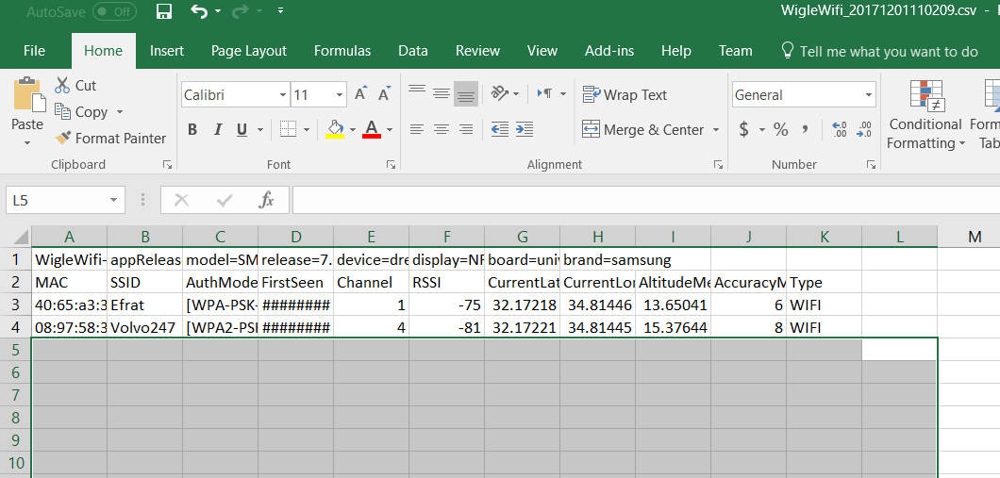 AutoSave Off WigleWifi_20171201110209.csv -
File Home Insert Page Layout Formulas Data Review View Add-ins Help Team Tell me what you want to do
Paste Cut Copy Format Painter
Calibri 11
B I U A A A
Wrap Text
Merge & Center
General
$ % , .00 .00
Conditional Formatting Form Tab
Clipboard Font Alignment Number
L5 fx
A B C D E F G H I J K L M
1 WigleWifi- appReleas model=SM release=7. device=dre display=NR board=univ brand=samsung
2 MAC SSID AuthMode FirstSeen Channel RSSI CurrentLat CurrentLon AltitudeMe AccuracyM Type
3 40:65:a3:3 Efrat [WPA-PSK- ######## 1 -75 32.17218 34.81446 13.65041 6 WIFI
4 08:97:58:3 Volvo247 [WPA2-PSK ######## 4 -81 32.17221 34.81445 15.37644 8 WIFI
5
6
7
8
9
10